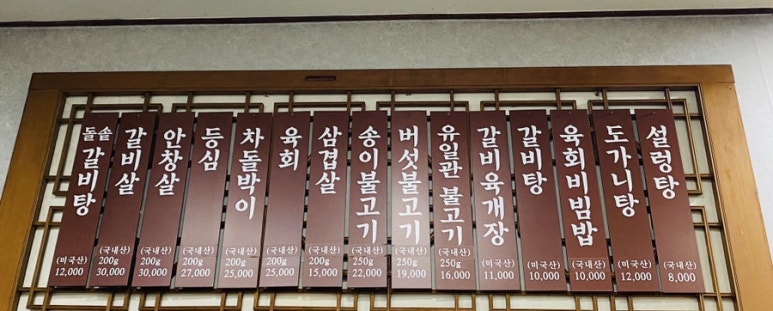 돌솥
갈비탕
(미국산)
12,000
갈비살
(국내산)
200g
30,000
안창살
(국내산)
200g
30,000
등심
(국내산)
200g
27,000
차돌박이
(국내산)
200g
25,000
육회
(국내산)
200g
25,000
삼겹살
(국내산)
200g
15,000
송이불고기
(국내산)
250g
22,000
버섯불고기
(국내산)
250g
19,000
유일관 불고기
(국내산)
250g
16,000
갈비육개장
(미국산)
11,000
갈비탕
(미국산)
10,000
육회비빔밥
(국내산)
10,000
도가니탕
(미국산)
12,000
설렁탕
(국내산)
8,000